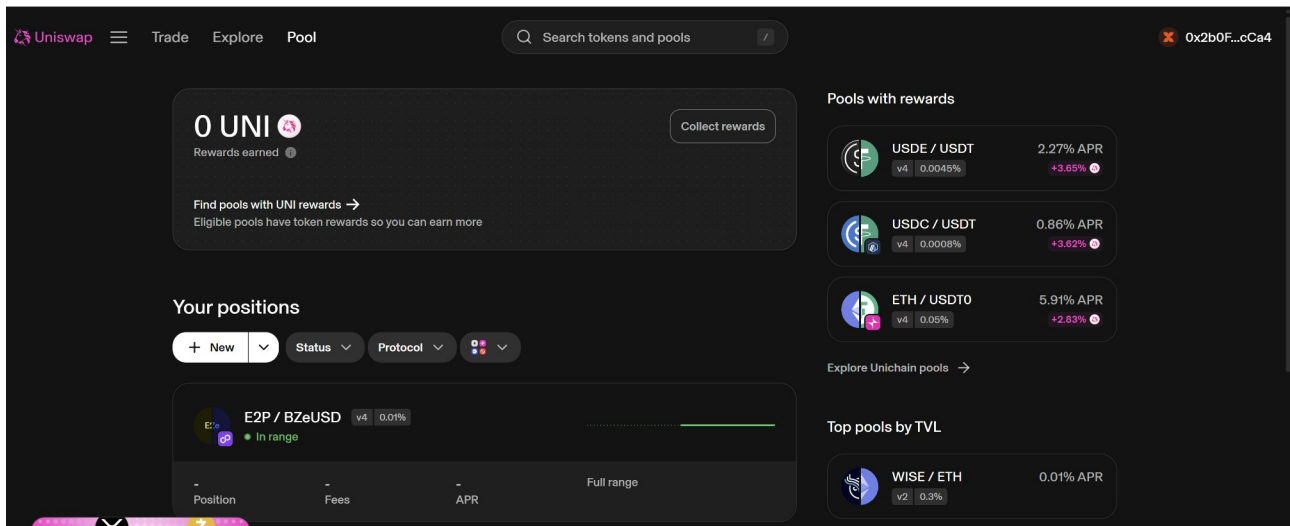 Uniswap Trade Explore Pool Search tokens and pools / 0x2b0F...cCa4
0 UNI
Rewards earned
Collect rewards
Find pools with UNI rewards →
Eligible pools have token rewards so you can earn more
Your positions
+ New Status Protocol
E2P / BZeUSD v4 0.01%
In range
- - - Full range
Position Fees APR
Pools with rewards
USDE / USDT 2.27% APR
v4 0.0045% +3.65%
USDC / USDT 0.86% APR
v4 0.0008% +3.62%
ETH / USDT0 5.91% APR
v4 0.05% +2.83%
Explore Unichain pools →
Top pools by TVL
WISE / ETH 0.01% APR
v2 0.3%